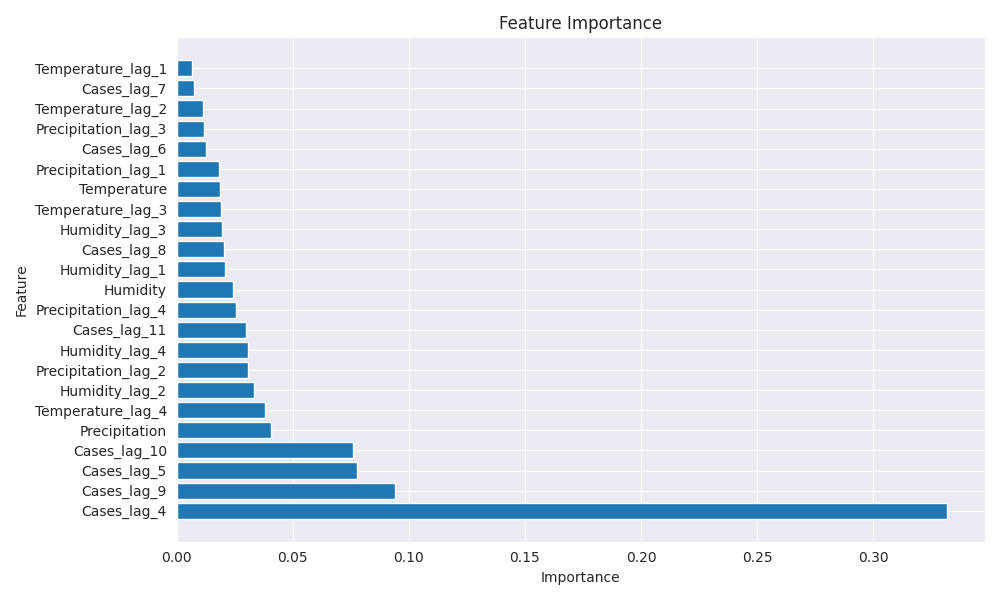 Feature Importance
Temperature_lag_1
Cases_lag_7
Temperature_lag_2
Precipitation_lag_3
Cases_lag_6
Precipitation_lag_1
Temperature
Temperature_lag_3
Humidity_lag_3
Cases_lag_8
Humidity_lag_1
Humidity
Precipitation_lag_4
Cases_lag_11
Humidity_lag_4
Precipitation_lag_2
Humidity_lag_2
Temperature_lag_4
Precipitation
Cases_lag_10
Cases_lag_5
Cases_lag_9
Cases_lag_4
Feature
0.00 0.05 0.10 0.15 0.20 0.25 0.30
Importance